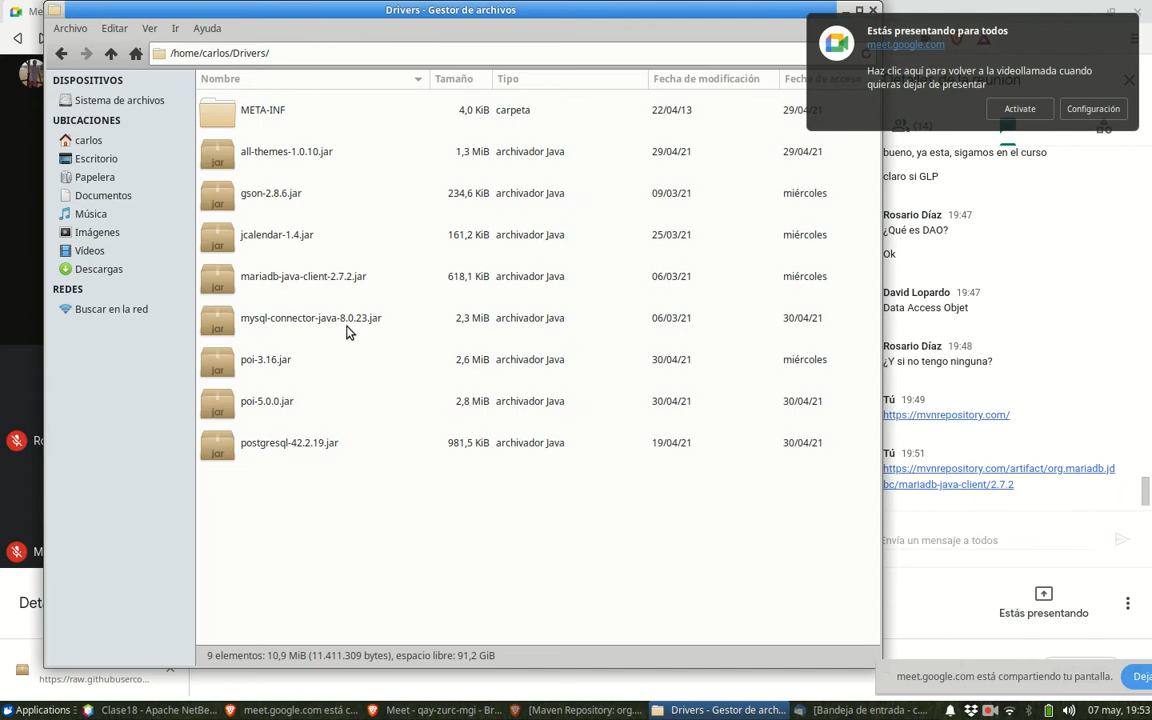 Me
Drivers - Gestor de archivos
Archivo Editar Ver Ir Ayuda
/home/carlos/Drivers/
DISPOSITIVOS
Sistema de archivos
UBICACIONES
carlos
Escritorio
Papelera
Documentos
Música
Imágenes
Vídeos
Descargas
REDES
Buscar en la red
Nombre Tamaño Tipo Fecha de modificación Fecha de acceso
META-INF 4,0 KiB carpeta 22/04/13 29/04/21
all-themes-1.0.10.jar 1,3 MiB archivador Java 29/04/21 29/04/21
gson-2.8.6.jar 234,6 KiB archivador Java 09/03/21 miércoles
jcalendar-1.4.jar 161,2 KiB archivador Java 25/03/21 miércoles
mariadb-java-client-2.7.2.jar 618,1 KiB archivador Java 06/03/21 miércoles
mysql-connector-java-8.0.23.jar 2,3 MiB archivador Java 06/03/21 30/04/21
poi-3.16.jar 2,6 MiB archivador Java 30/04/21 miércoles
poi-5.0.0.jar 2,8 MiB archivador Java 30/04/21 30/04/21
postgresql-42.2.19.jar 981,5 KiB archivador Java 19/04/21 30/04/21
9 elementos: 10,9 MiB (11.411.309 bytes), espacio libre: 91,2 GiB
Estás presentando para todos
meet.google.com
Haz clic aquí para volver a la videollamada cuando
quieras dejar de presentar
Activate Configuración
(14)
bueno, ya esta, sigamos en el curso
claro si GLP
Rosario Díaz 19:47
¿Qué es DAO?
Ok
David Lopardo 19:47
Data Access Objet
Rosario Díaz 19:48
¿Y si no tengo ninguna?
Tú 19:49
https://mvnrepository.com/
Tú 19:51
https://mvnrepository.com/artifact/org.mariadb.jd
bc/mariadb-java-client/2.7.2
Envía un mensaje a todos
Estás presentando
Ro
M
Det
https://raw.githubuserco...
meet.google.com está compartiendo tu pantalla.
Deja
Applications Clase18 - Apache NetBe... meet.google.com está c... Meet - qay-zurc-mgi - Br... [Maven Repository: org.... Drivers - Gestor de arch... [Bandeja de entrada - c... 07 may, 19:53